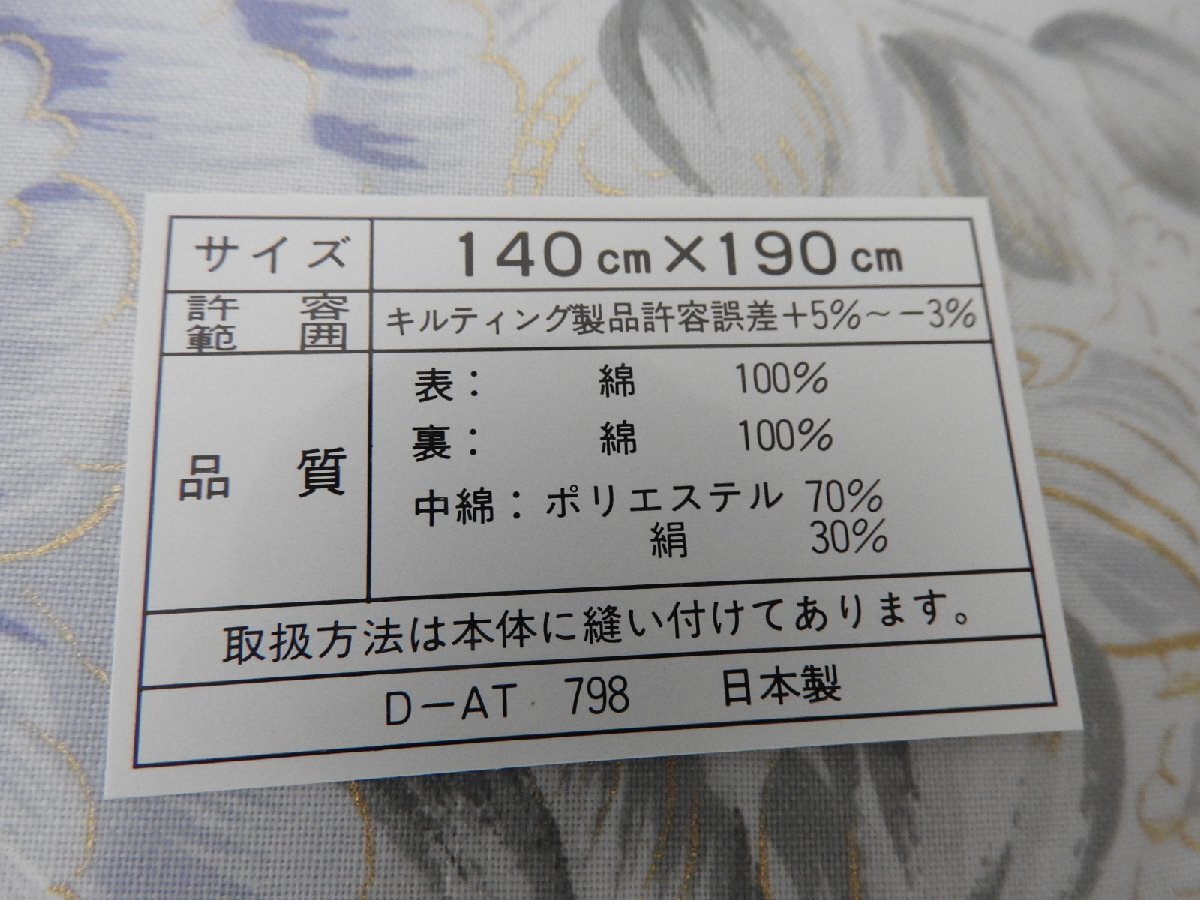 サイズ 140cm×190cm
許容範囲 キルティング製品許容誤差+5%~-3%
品質 表: 綿 100%
裏: 綿 100%
中綿: ポリエステル 70%
絹 30%
取扱方法は本体に縫い付けてあります。
D-AT 798 日本製